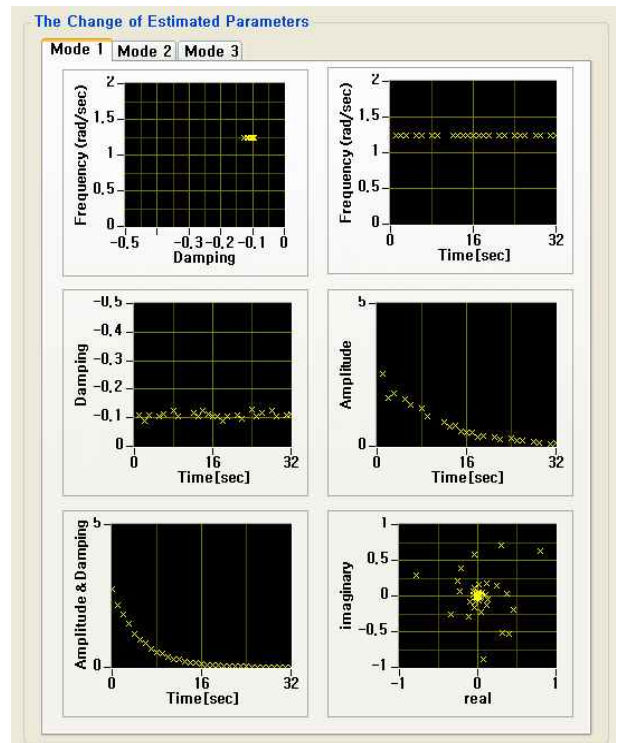 The Change of Estimated Parameters
Mode 1 Mode 2 Mode 3
Frequency (rad/sec)
2
1.5
1
0.5
0
-0.5 -0.3 -0.2 -0.1 0
Damping
Frequency (rad/sec)
2
1.5
1
0.5
0
0 16 32
Time[sec]
Damping
-0.5
-0.4
-0.3
-0.2
-0.1
0
0 16 32
Time[sec]
Amplitude
5
0
0 16 32
Time[sec]
Amplitude & Damping
5
0
0 16 32
Time[sec]
imaginary
1
0.5
0
-0.5
-1
-1 0 1
real